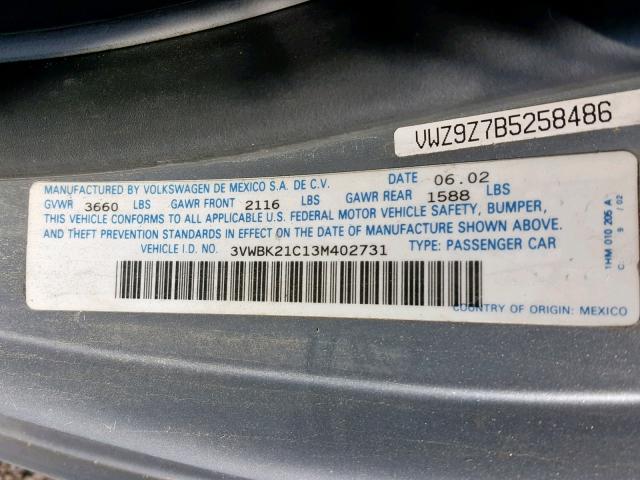 VWZ9Z7B5258486
MANUFACTURED BY VOLKSWAGEN DE MEXICO S.A. DE C.V. DATE 06.02
GVWR 3660 LBS GAWR FRONT 2116 LBS GAWR REAR 1588 LBS
THIS VEHICLE CONFORMS TO ALL APPLICABLE U.S. FEDERAL MOTOR VEHICLE SAFETY, BUMPER,
AND THEFT PREVENTION STANDARDS IN EFFECT ON THE DATE OF MANUFACTURE SHOWN ABOVE.
VEHICLE I.D. NO. 3VWBK21C13M402731 TYPE: PASSENGER CAR
COUNTRY OF ORIGIN: MEXICO
1HM 010 205 A
9 / 02